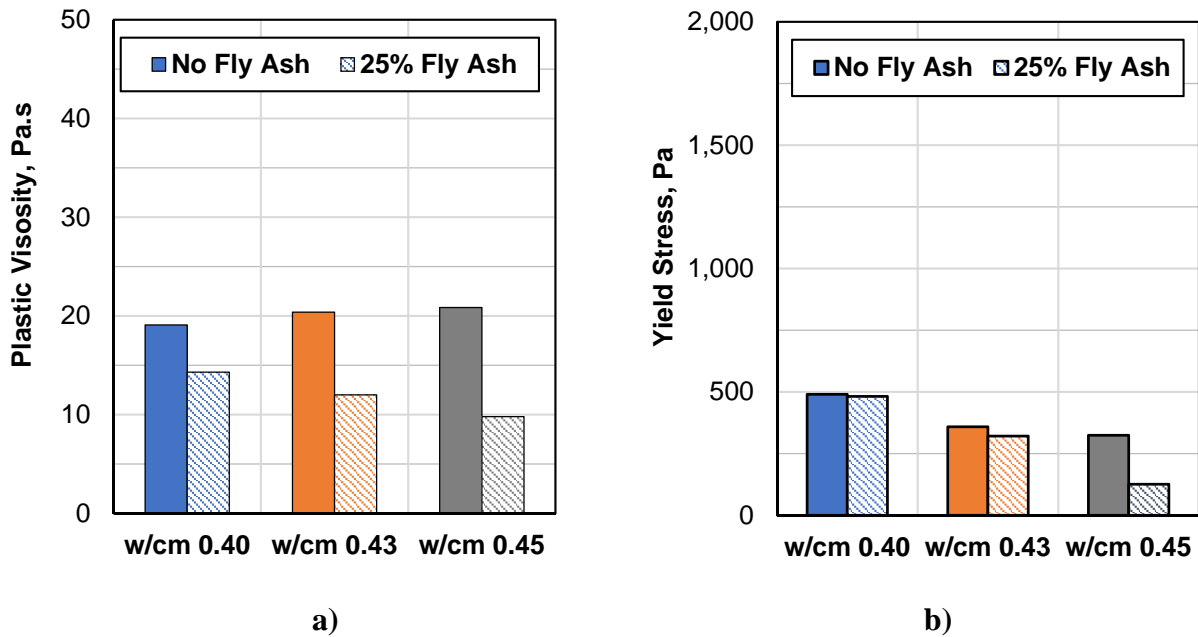 No Fly Ash 25% Fly Ash
Plastic Visosity, Pa.s
50
40
30
20
10
0
w/cm 0.40 w/cm 0.43 w/cm 0.45
a)
No Fly Ash 25% Fly Ash
Yield Stress, Pa
2,000
1,500
1,000
500
0
w/cm 0.40 w/cm 0.43 w/cm 0.45
b)